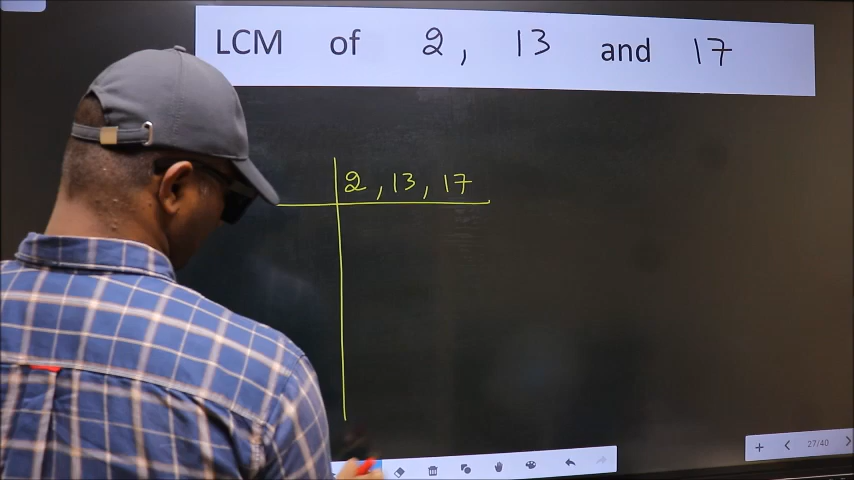 LCM of 2, 13 and 17
2, 13, 17
27/40